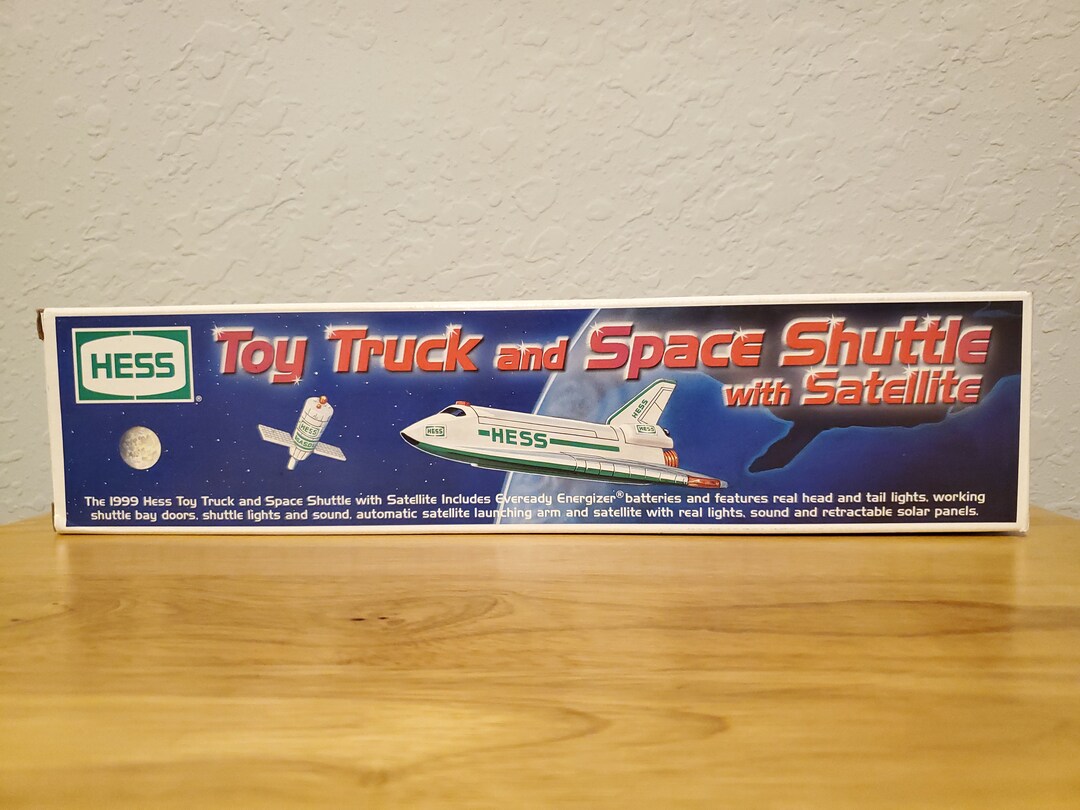 HESS
Toy Truck and Space Shuttle
with Satellite
HESS
HESS
HESS
HESS
HESS
The 1999 Hess Toy Truck and Space Shuttle with Satellite Includes Eveready Energizer® batteries and features real head and tail lights, working
shuttle bay doors, shuttle lights and sound, automatic satellite launching arm and satellite with real lights, sound and retractable solar panels.